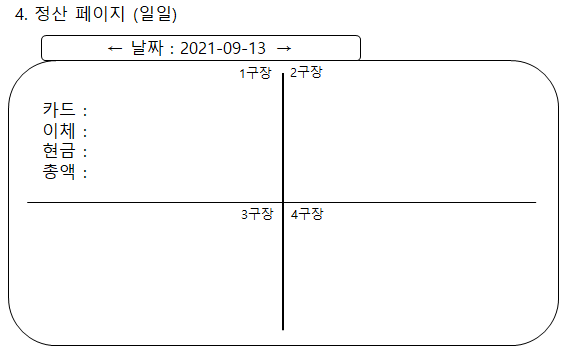 4. 정산 페이지 (일일)
← 날짜 : 2021-09-13 →
1구장 2구장
카드 :
이체 :
현금 :
총액 :
3구장 4구장